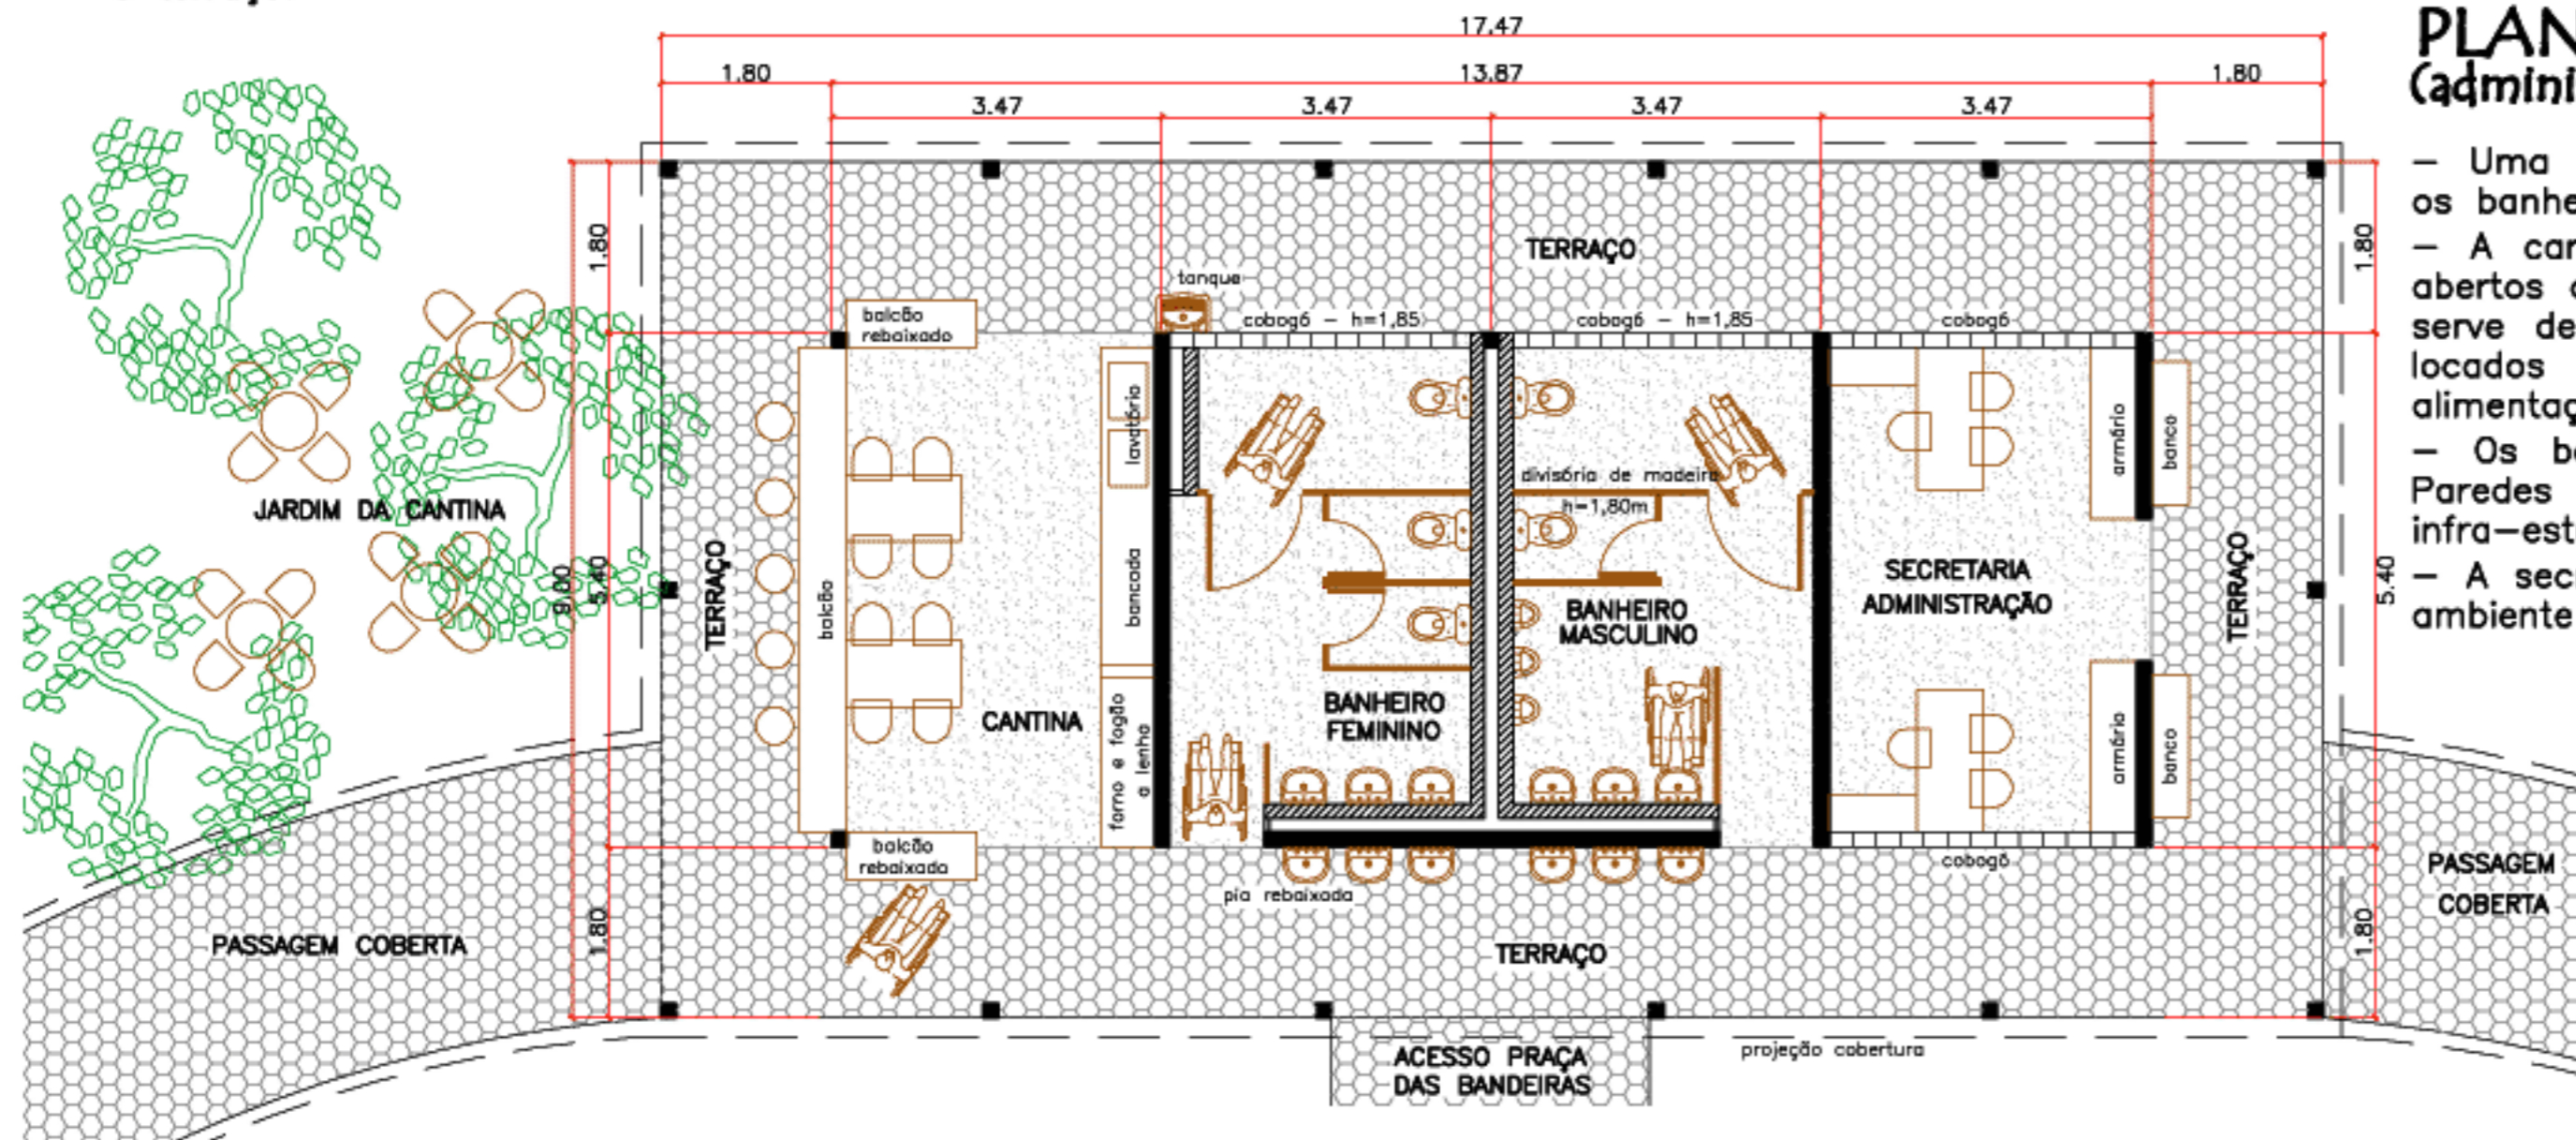 17.47
1.80
13.87
1.80
3.47
3.47
3.47
3.47
PLAN
(admini
1.80
TERRAÇO
1.80
tanque
balcão
rebaixado
cobogó - h=1,85
cobogó - h=1,85
cobogó
lavatório
armário
banco
divisória de madeira
h=1,80m
JARDIM DA CANTINA
9.00
5.40
TERRAÇO
balcão
bancada
SECRETARIA
ADMINISTRAÇÃO
BANHEIRO
MASCULINO
TERRAÇO
5.40
CANTINA
forno e fogão
a lenha
BANHEIRO
FEMININO
armário
banco
balcão
rebaixado
cobogó
pia rebaixada
PASSAGEM COBERTA
1.80
TERRAÇO
1.80
PASSAGEM
COBERTA
ACESSO PRAÇA
DAS BANDEIRAS
projeção cobertura
- Uma
os banhe
- A can
abertos
serve de
locados
alimentaç
- Os b
Paredes
infra-est
- A sec
ambiente